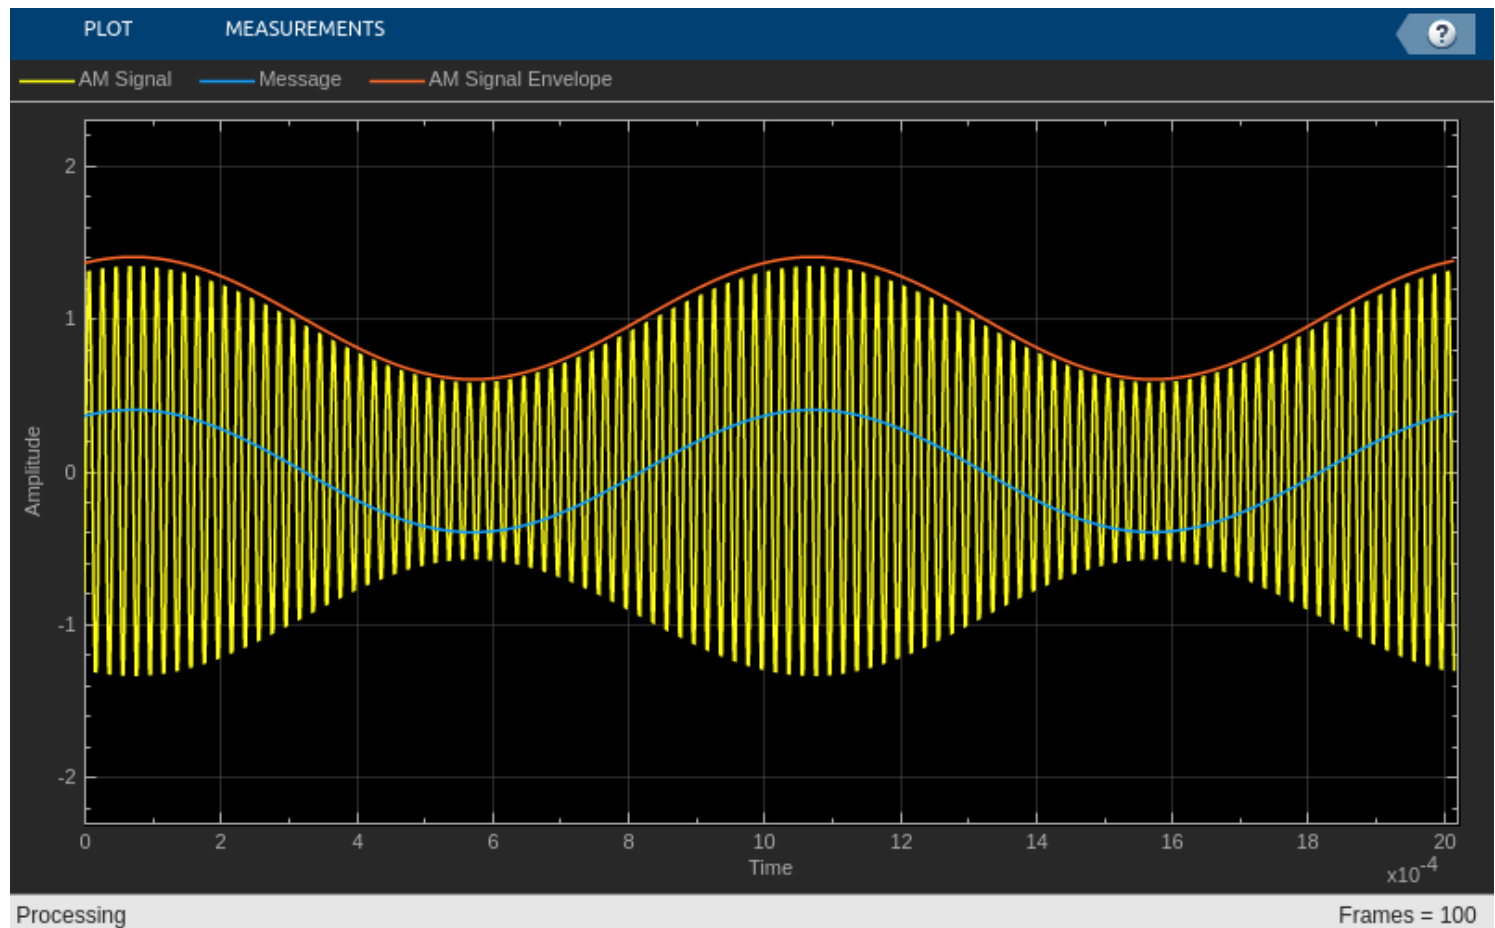 PLOT MEASUREMENTS ?
AM Signal Message AM Signal Envelope
2
1
0
-1
-2
Amplitude
0 2 4 6 8 10 12 14 16 18 20
Time
x10^-4
Processing Frames = 100